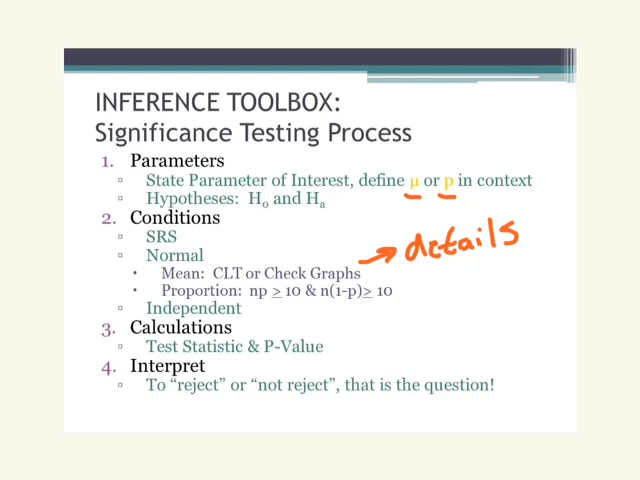 INFERENCE TOOLBOX:
Significance Testing Process
1. Parameters
▫ State Parameter of Interest, define μ or p in context
▫ Hypotheses: H₀ and Hₐ
2. Conditions
▫ SRS
▫ Normal
• Mean: CLT or Check Graphs
→ details
• Proportion: np ≥ 10 & n(1-p) ≥ 10
▫ Independent
3. Calculations
▫ Test Statistic & P-Value
4. Interpret
▫ To “reject” or “not reject”, that is the question!